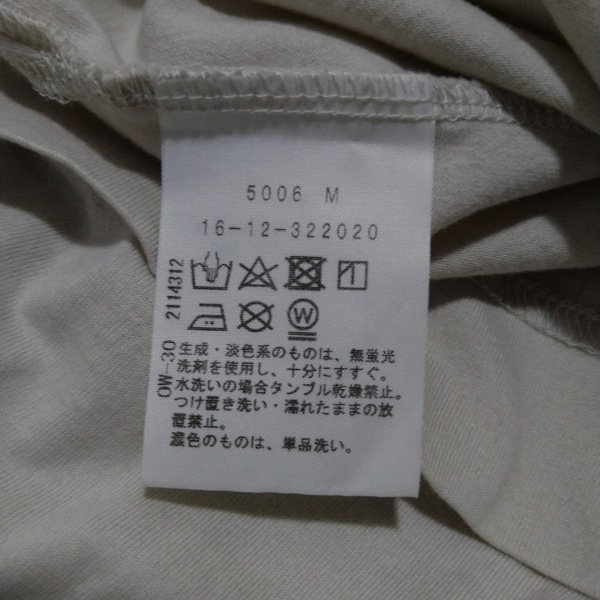 5006 M
16-12-322020
W
OW-30 2114312
生成・淡色系のものは、無蛍光
洗剤を使用し、十分にすすぐ。
水洗いの場合タンブル乾燥禁止。
つけ置き洗い・濡れたままの放
置禁止。
濃色のものは、単品洗い。